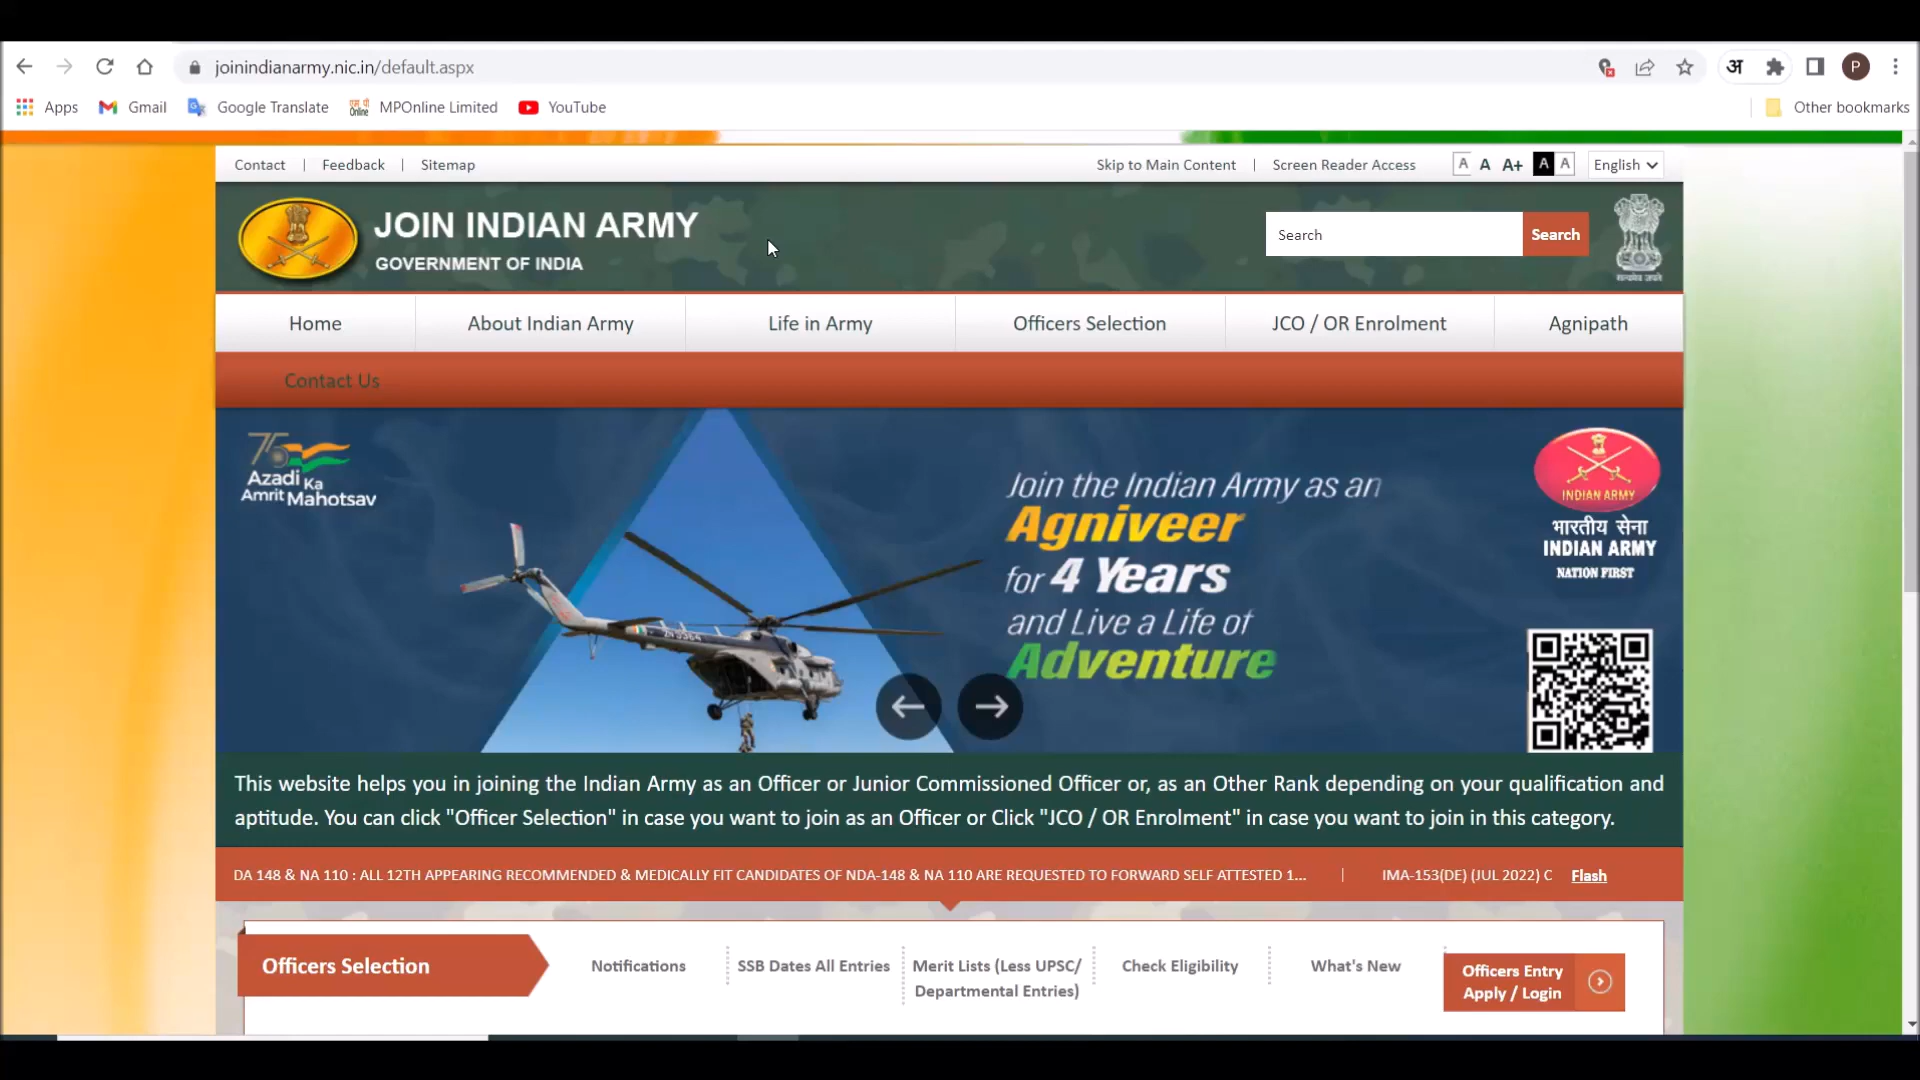 joinindianarmy.nic.in/default.aspx
अ
P
Apps
Gmail
Google Translate
MPOnline Limited
YouTube
Other bookmarks
Contact | Feedback | Sitemap
Skip to Main Content | Screen Reader Access
A A A+ A A
English
JOIN INDIAN ARMY
GOVERNMENT OF INDIA
Search
Search
सत्यमेव जयते
Home
About Indian Army
Life in Army
Officers Selection
JCO / OR Enrolment
Agnipath
Contact Us
75
Azadi Ka
Amrit Mahotsav
Join the Indian Army as an
Agniveer
for 4 Years
and Live a Life of
Adventure
INDIAN ARMY
भारतीय सेना
INDIAN ARMY
NATION FIRST
This website helps you in joining the Indian Army as an Officer or Junior Commissioned Officer or, as an Other Rank depending on your qualification and
aptitude. You can click "Officer Selection" in case you want to join as an Officer or Click "JCO / OR Enrolment" in case you want to join in this category.
DA 148 & NA 110 : ALL 12TH APPEARING RECOMMENDED & MEDICALLY FIT CANDIDATES OF NDA-148 & NA 110 ARE REQUESTED TO FORWARD SELF ATTESTED 1... | IMA-153(DE) (JUL 2022) C
Flash
Officers Selection
Notifications
SSB Dates All Entries
Merit Lists (Less UPSC/
Departmental Entries)
Check Eligibility
What's New
Officers Entry
Apply / Login